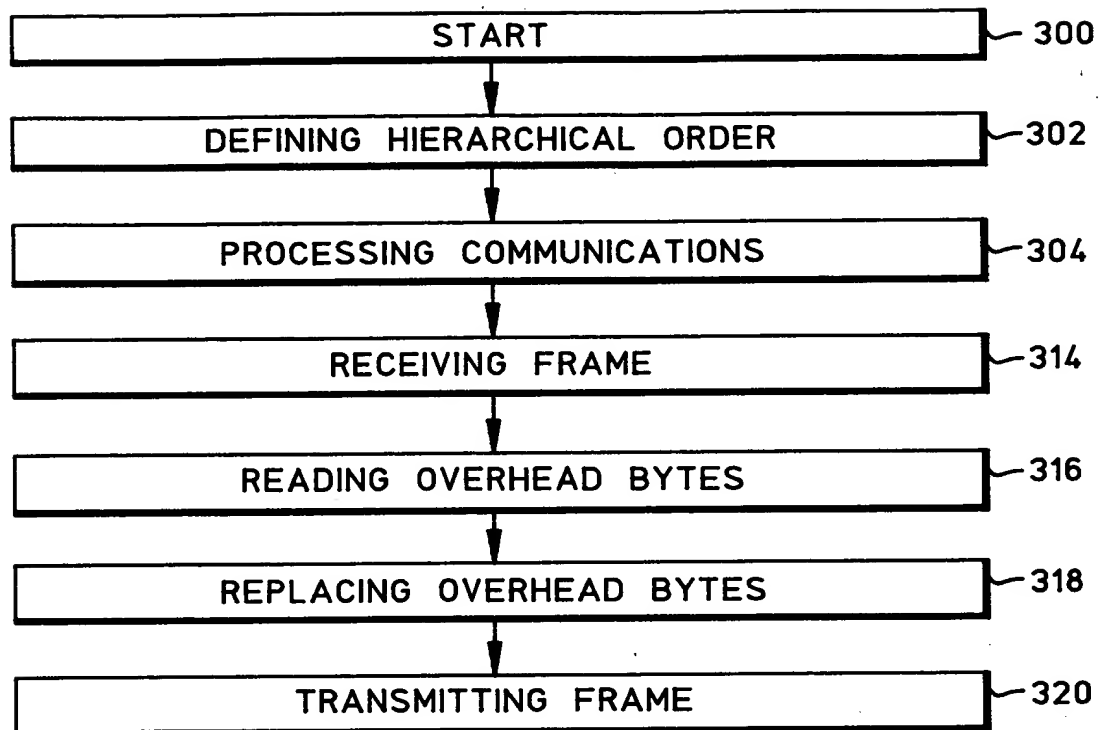 START 300
DEFINING HIERARCHICAL ORDER 302
PROCESSING COMMUNICATIONS 304
RECEIVING FRAME 314
READING OVERHEAD BYTES 316
REPLACING OVERHEAD BYTES 318
TRANSMITTING FRAME 320